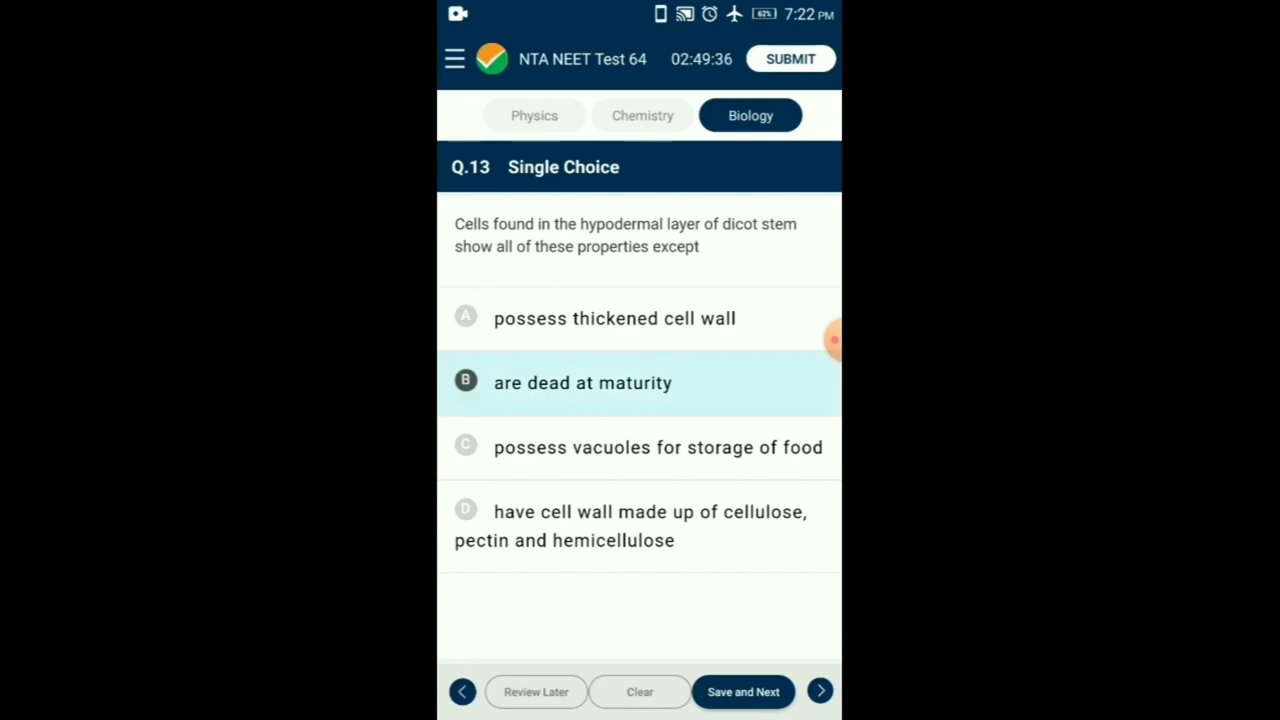 62% 7:22 PM
NTA NEET Test 64 02:49:36 SUBMIT
Physics Chemistry Biology
Q.13 Single Choice
Cells found in the hypodermal layer of dicot stem
show all of these properties except
A possess thickened cell wall
B are dead at maturity
C possess vacuoles for storage of food
D have cell wall made up of cellulose,
pectin and hemicellulose
Review Later Clear Save and Next